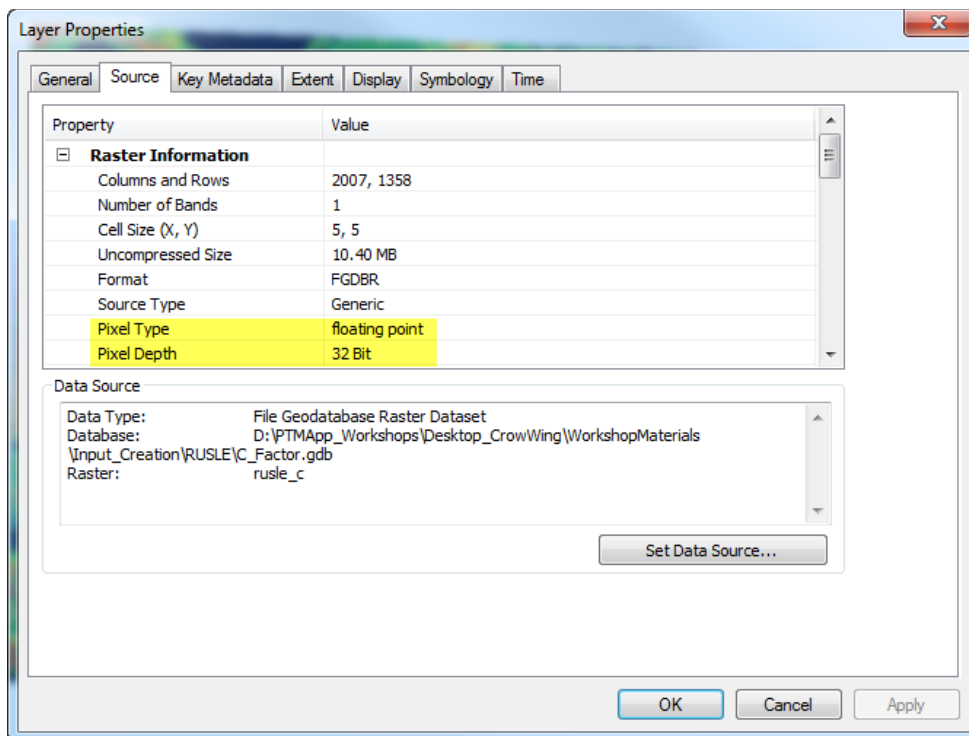 Layer Properties
General Source Key Metadata Extent Display Symbology Time
Property Value
Raster Information
Columns and Rows 2007, 1358
Number of Bands 1
Cell Size (X, Y) 5, 5
Uncompressed Size 10.40 MB
Format FGDBR
Source Type Generic
Pixel Type floating point
Pixel Depth 32 Bit
Data Source
Data Type: File Geodatabase Raster Dataset
Database: D:\PTMApp_Workshops\Desktop_CrowWing\WorkshopMaterials
\Input_Creation\RUSLE\C_Factor.gdb
Raster: rusle_c
Set Data Source...
OK Cancel Apply